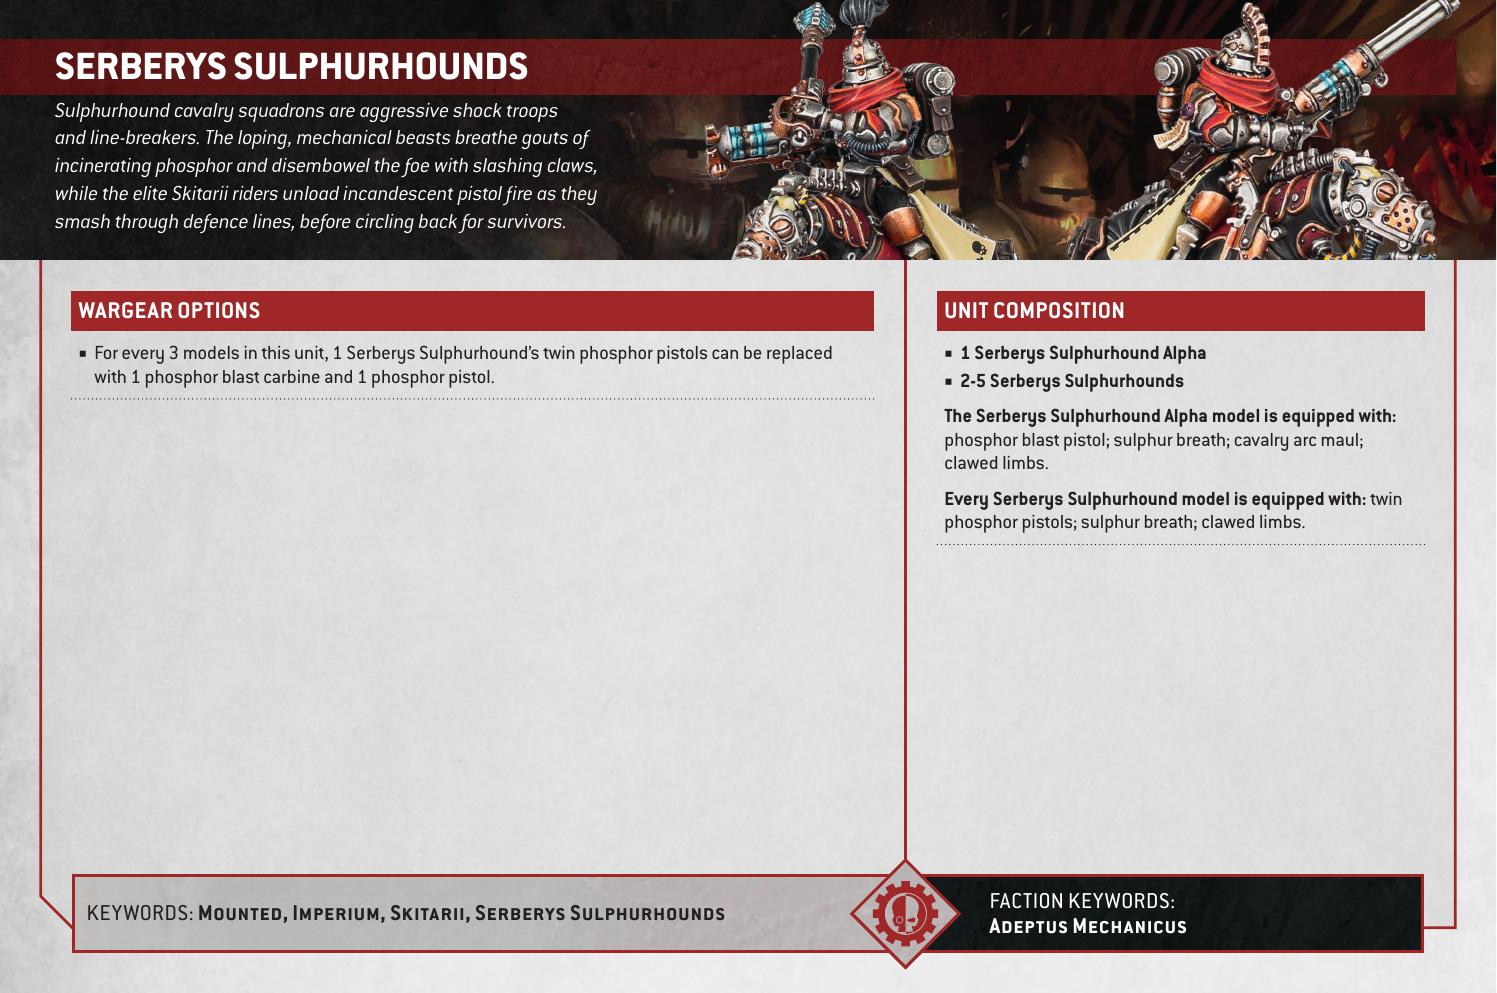 SERBERYS SULPHURHOUNDS
Sulphurhound cavalry squadrons are aggressive shock troops
and line-breakers. The loping, mechanical beasts breathe gouts of
incinerating phosphor and disembowel the foe with slashing claws,
while the elite Skitarii riders unload incandescent pistol fire as they
smash through defence lines, before circling back for survivors.
WARGEAR OPTIONS
▪ For every 3 models in this unit, 1 Serberys Sulphurhound’s twin phosphor pistols can be replaced
with 1 phosphor blast carbine and 1 phosphor pistol.
UNIT COMPOSITION
▪ 1 Serberys Sulphurhound Alpha
▪ 2-5 Serberys Sulphurhounds
The Serberys Sulphurhound Alpha model is equipped with:
phosphor blast pistol; sulphur breath; cavalry arc maul;
clawed limbs.
Every Serberys Sulphurhound model is equipped with: twin
phosphor pistols; sulphur breath; clawed limbs.
KEYWORDS: Mounted, Imperium, Skitarii, Serberys Sulphurhounds
FACTION KEYWORDS:
Adeptus Mechanicus